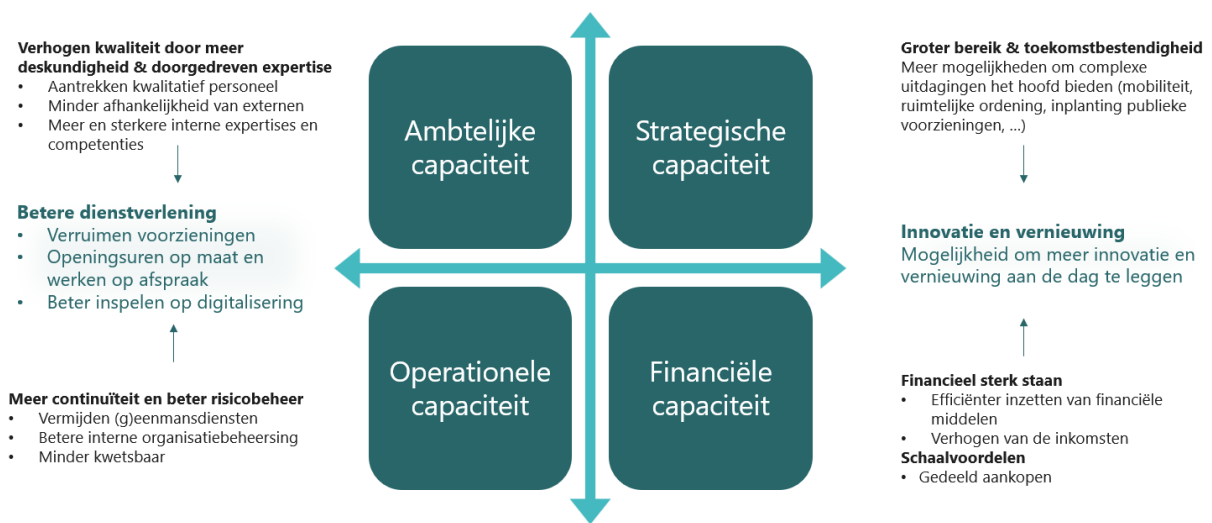 Verhogen kwaliteit door meer
deskundigheid & doorgedreven expertise
• Aantrekken kwalitatief personeel
• Minder afhankelijkheid van externen
• Meer en sterkere interne expertises en
competenties
Betere dienstverlening
• Verruimen voorzieningen
• Openingsuren op maat en
werken op afspraak
• Beter inspelen op digitalisering
Meer continuïteit en beter risicobeheer
• Vermijden (g)eenmansdiensten
• Betere interne organisatiebeheersing
• Minder kwetsbaar
Ambtelijke
capaciteit
Strategische
capaciteit
Operationele
capaciteit
Financiële
capaciteit
Groter bereik & toekomstbestendigheid
Meer mogelijkheden om complexe
uitdagingen het hoofd bieden (mobiliteit,
ruimtelijke ordening, inplanting publieke
voorzieningen, ...)
Innovatie en vernieuwing
Mogelijkheid om meer innovatie en
vernieuwing aan de dag te leggen
Financieel sterk staan
• Efficiënter inzetten van financiële
middelen
• Verhogen van de inkomsten
Schaalvoordelen
• Gedeeld aankopen